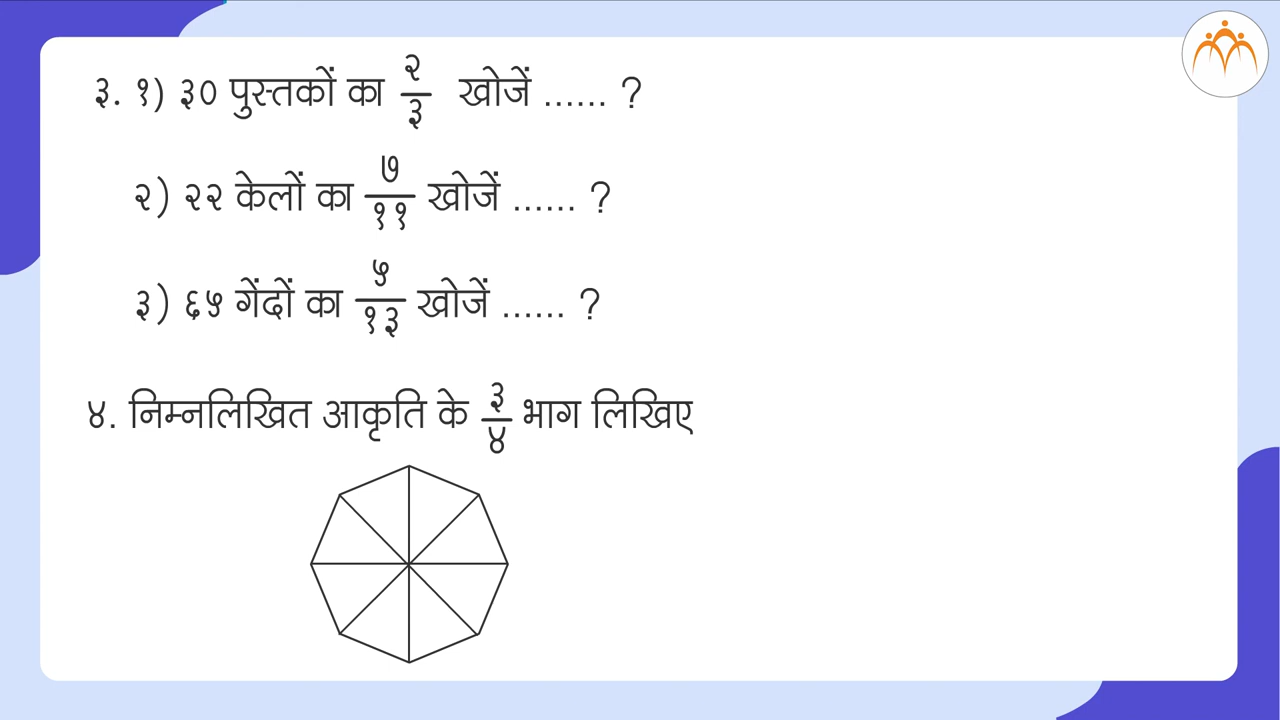 ३. १) ३० पुस्तकों का २/३ खोजें ...... ?
२) २२ केलों का ७/११ खोजें ...... ?
३) ६५ गेंदों का ५/१३ खोजें ...... ?
४. निम्नलिखित आकृति के ३/४ भाग लिखिए